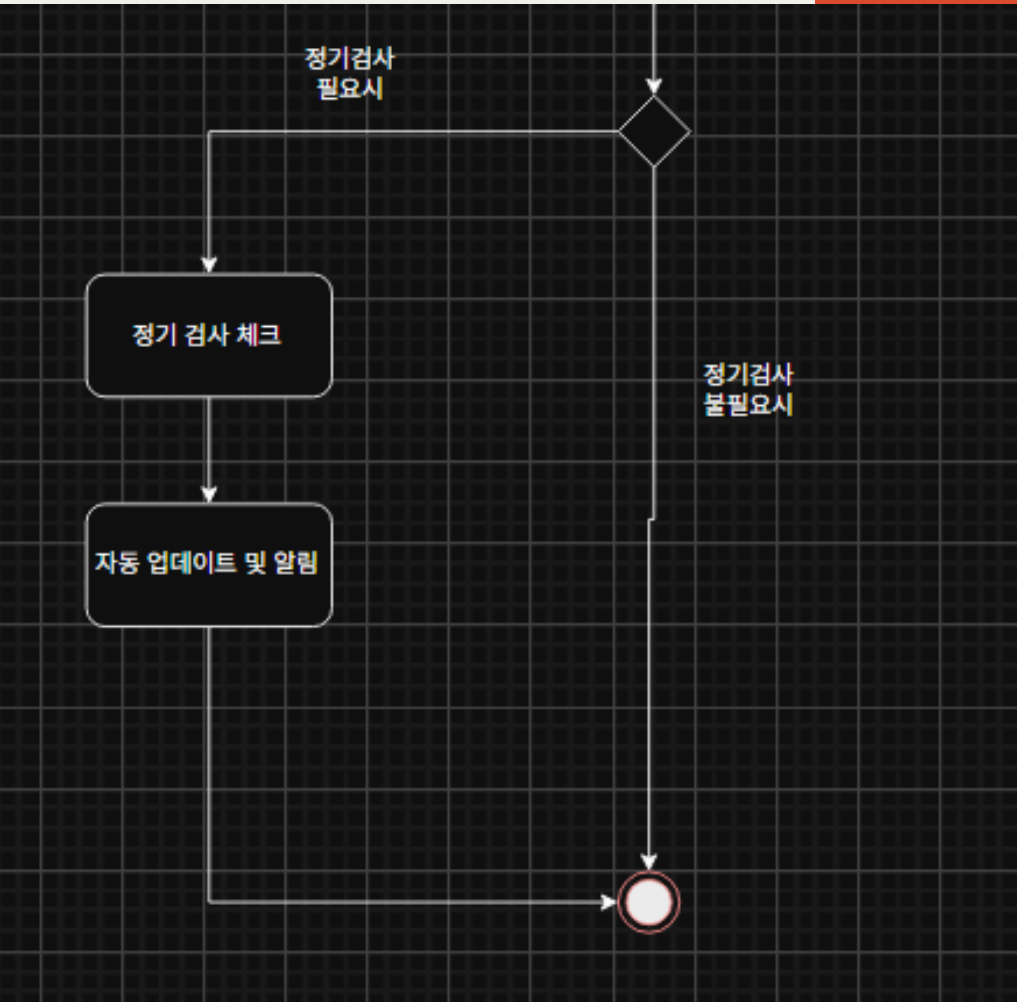 정기검사
필요시
정기 검사 체크
정기검사
불필요시
자동 업데이트 및 알림